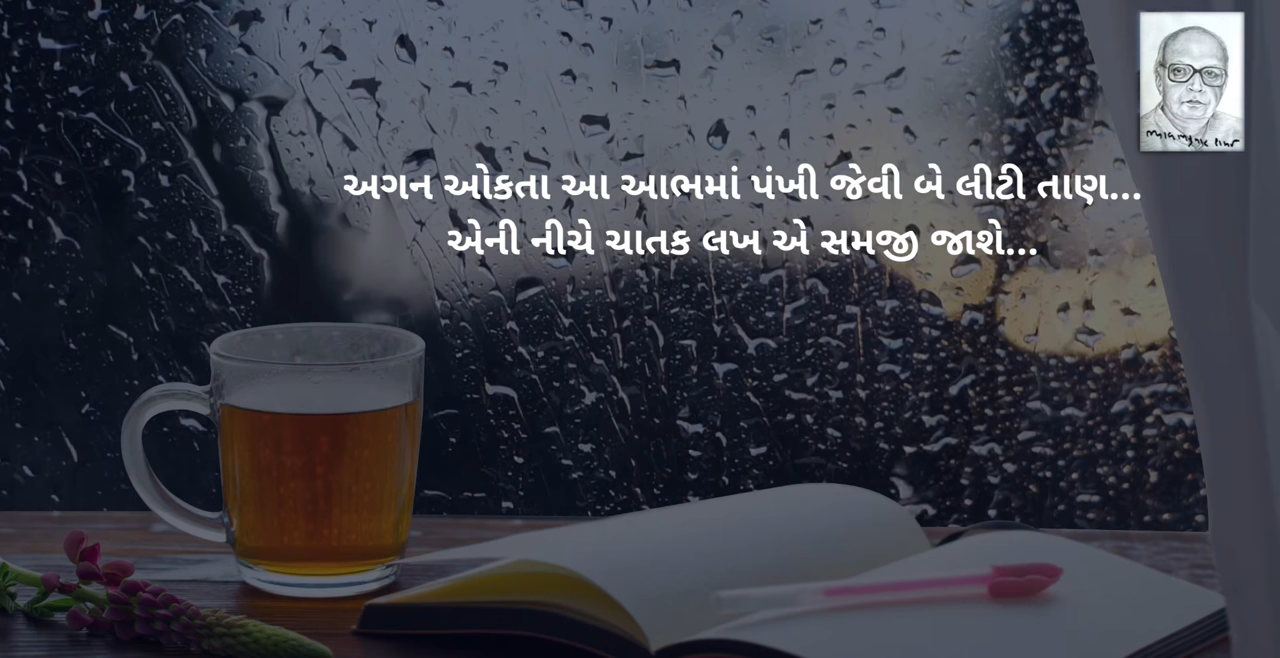 અગન ઓકતા આ આભમાં પંખી જેવી બે લીટી તાણ...
એની નીચે ચાતક લખ એ સમજી જાશે...